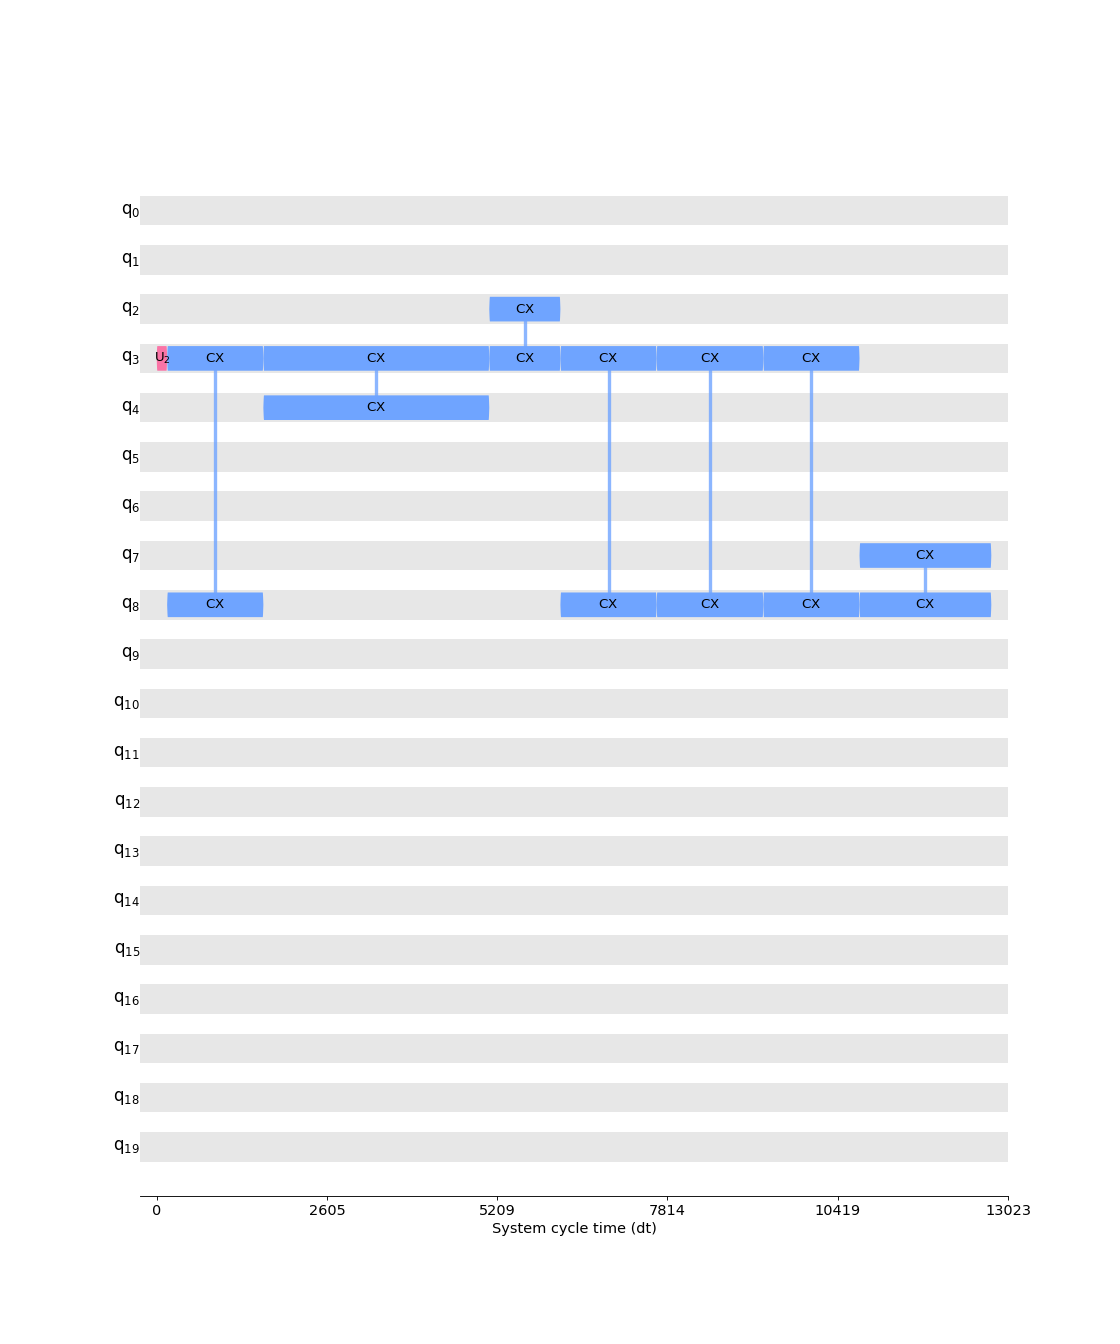 q0
q1
q2 CX
q3 U2 CX CX CX CX CX CX
q4 CX
q5
q6
q7 CX
q8 CX CX CX CX CX
q9
q10
q11
q12
q13
q14
q15
q16
q17
q18
q19
0 2605 5209 7814 10419 13023
System cycle time (dt)